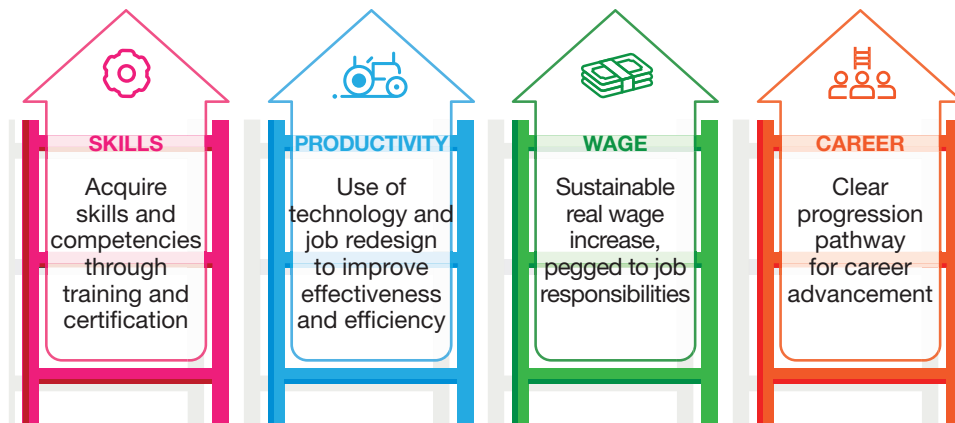 SKILLS
Acquire
skills and
competencies
through
training and
certification
PRODUCTIVITY
Use of
technology and
job redesign
to improve
effectiveness
and efficiency
WAGE
Sustainable
real wage
increase,
pegged to job
responsibilities
CAREER
Clear
progression
pathway
for career
advancement